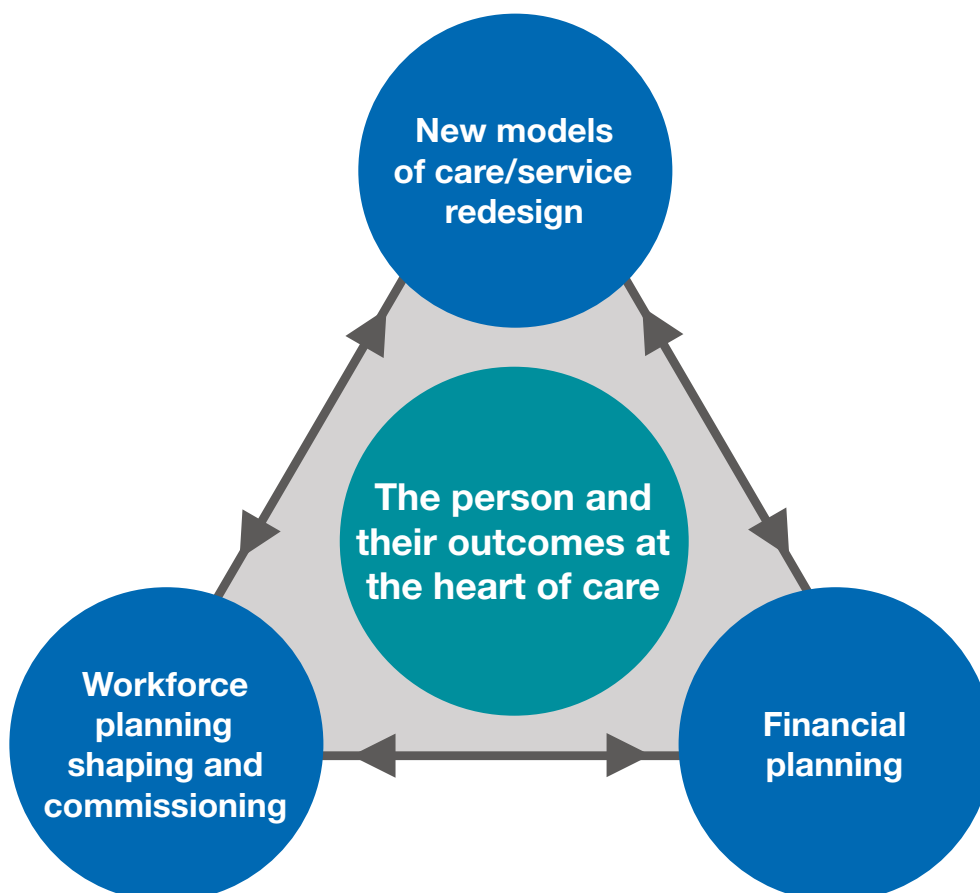 New models
of care/service
redesign
The person and
their outcomes at
the heart of care
Workforce
planning
shaping and
commissioning
Financial
planning